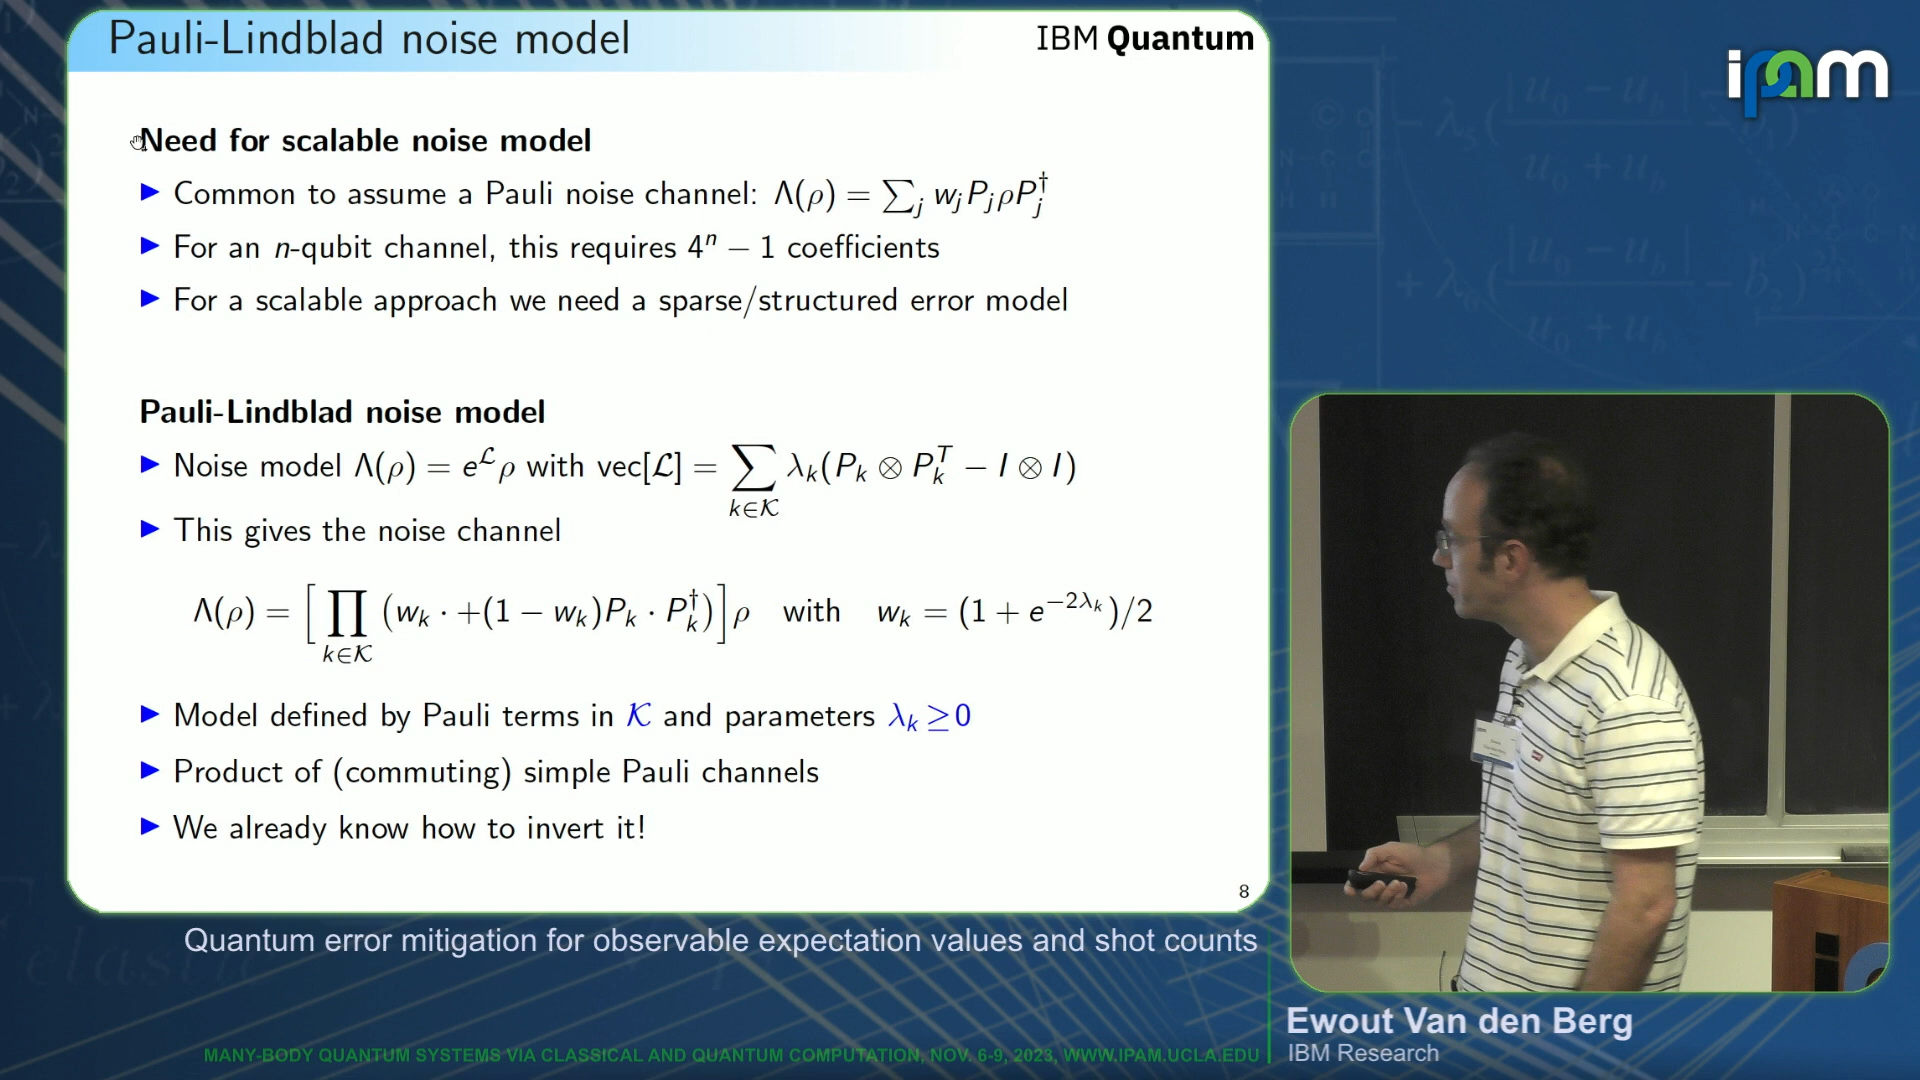 Pauli-Lindblad noise model
IBM Quantum
ipam
Need for scalable noise model
Common to assume a Pauli noise channel: Λ(ρ) = ∑_j w_j P_j ρ P_j^†
For an n-qubit channel, this requires 4^n − 1 coefficients
For a scalable approach we need a sparse/structured error model
Pauli-Lindblad noise model
Noise model Λ(ρ) = e^ℒ ρ with vec[ℒ] = ∑_{k∈𝒦} λ_k(P_k ⊗ P_k^T − I ⊗ I)
This gives the noise channel
Λ(ρ) = [∏_{k∈𝒦} (w_k · +(1 − w_k)P_k · P_k^†)]ρ with w_k = (1 + e^{−2λ_k})/2
Model defined by Pauli terms in 𝒦 and parameters λ_k ≥ 0
Product of (commuting) simple Pauli channels
We already know how to invert it!
8
Quantum error mitigation for observable expectation values and shot counts
Ewout Van den Berg
IBM Research
MANY-BODY QUANTUM SYSTEMS VIA CLASSICAL AND QUANTUM COMPUTATION, NOV. 6-9, 2023, WWW.IPAM.UCLA.EDU